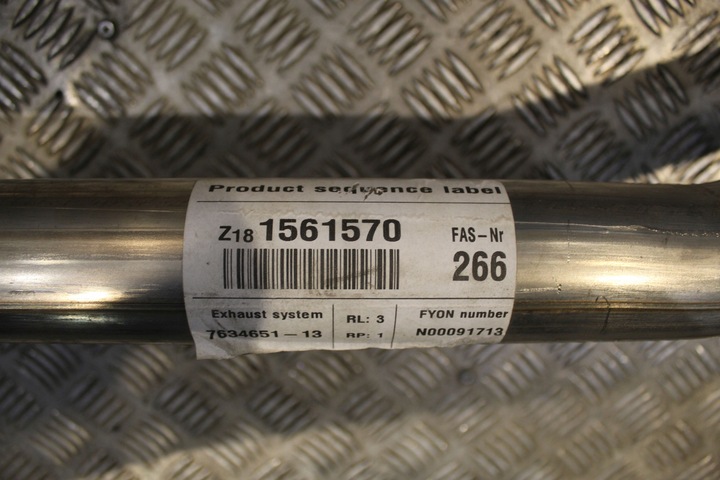 Product sequence label
Z18 1561570
FAS-Nr
266
Exhaust system
7634651-13
RL: 3
RP: 1
FYON number
N00091713